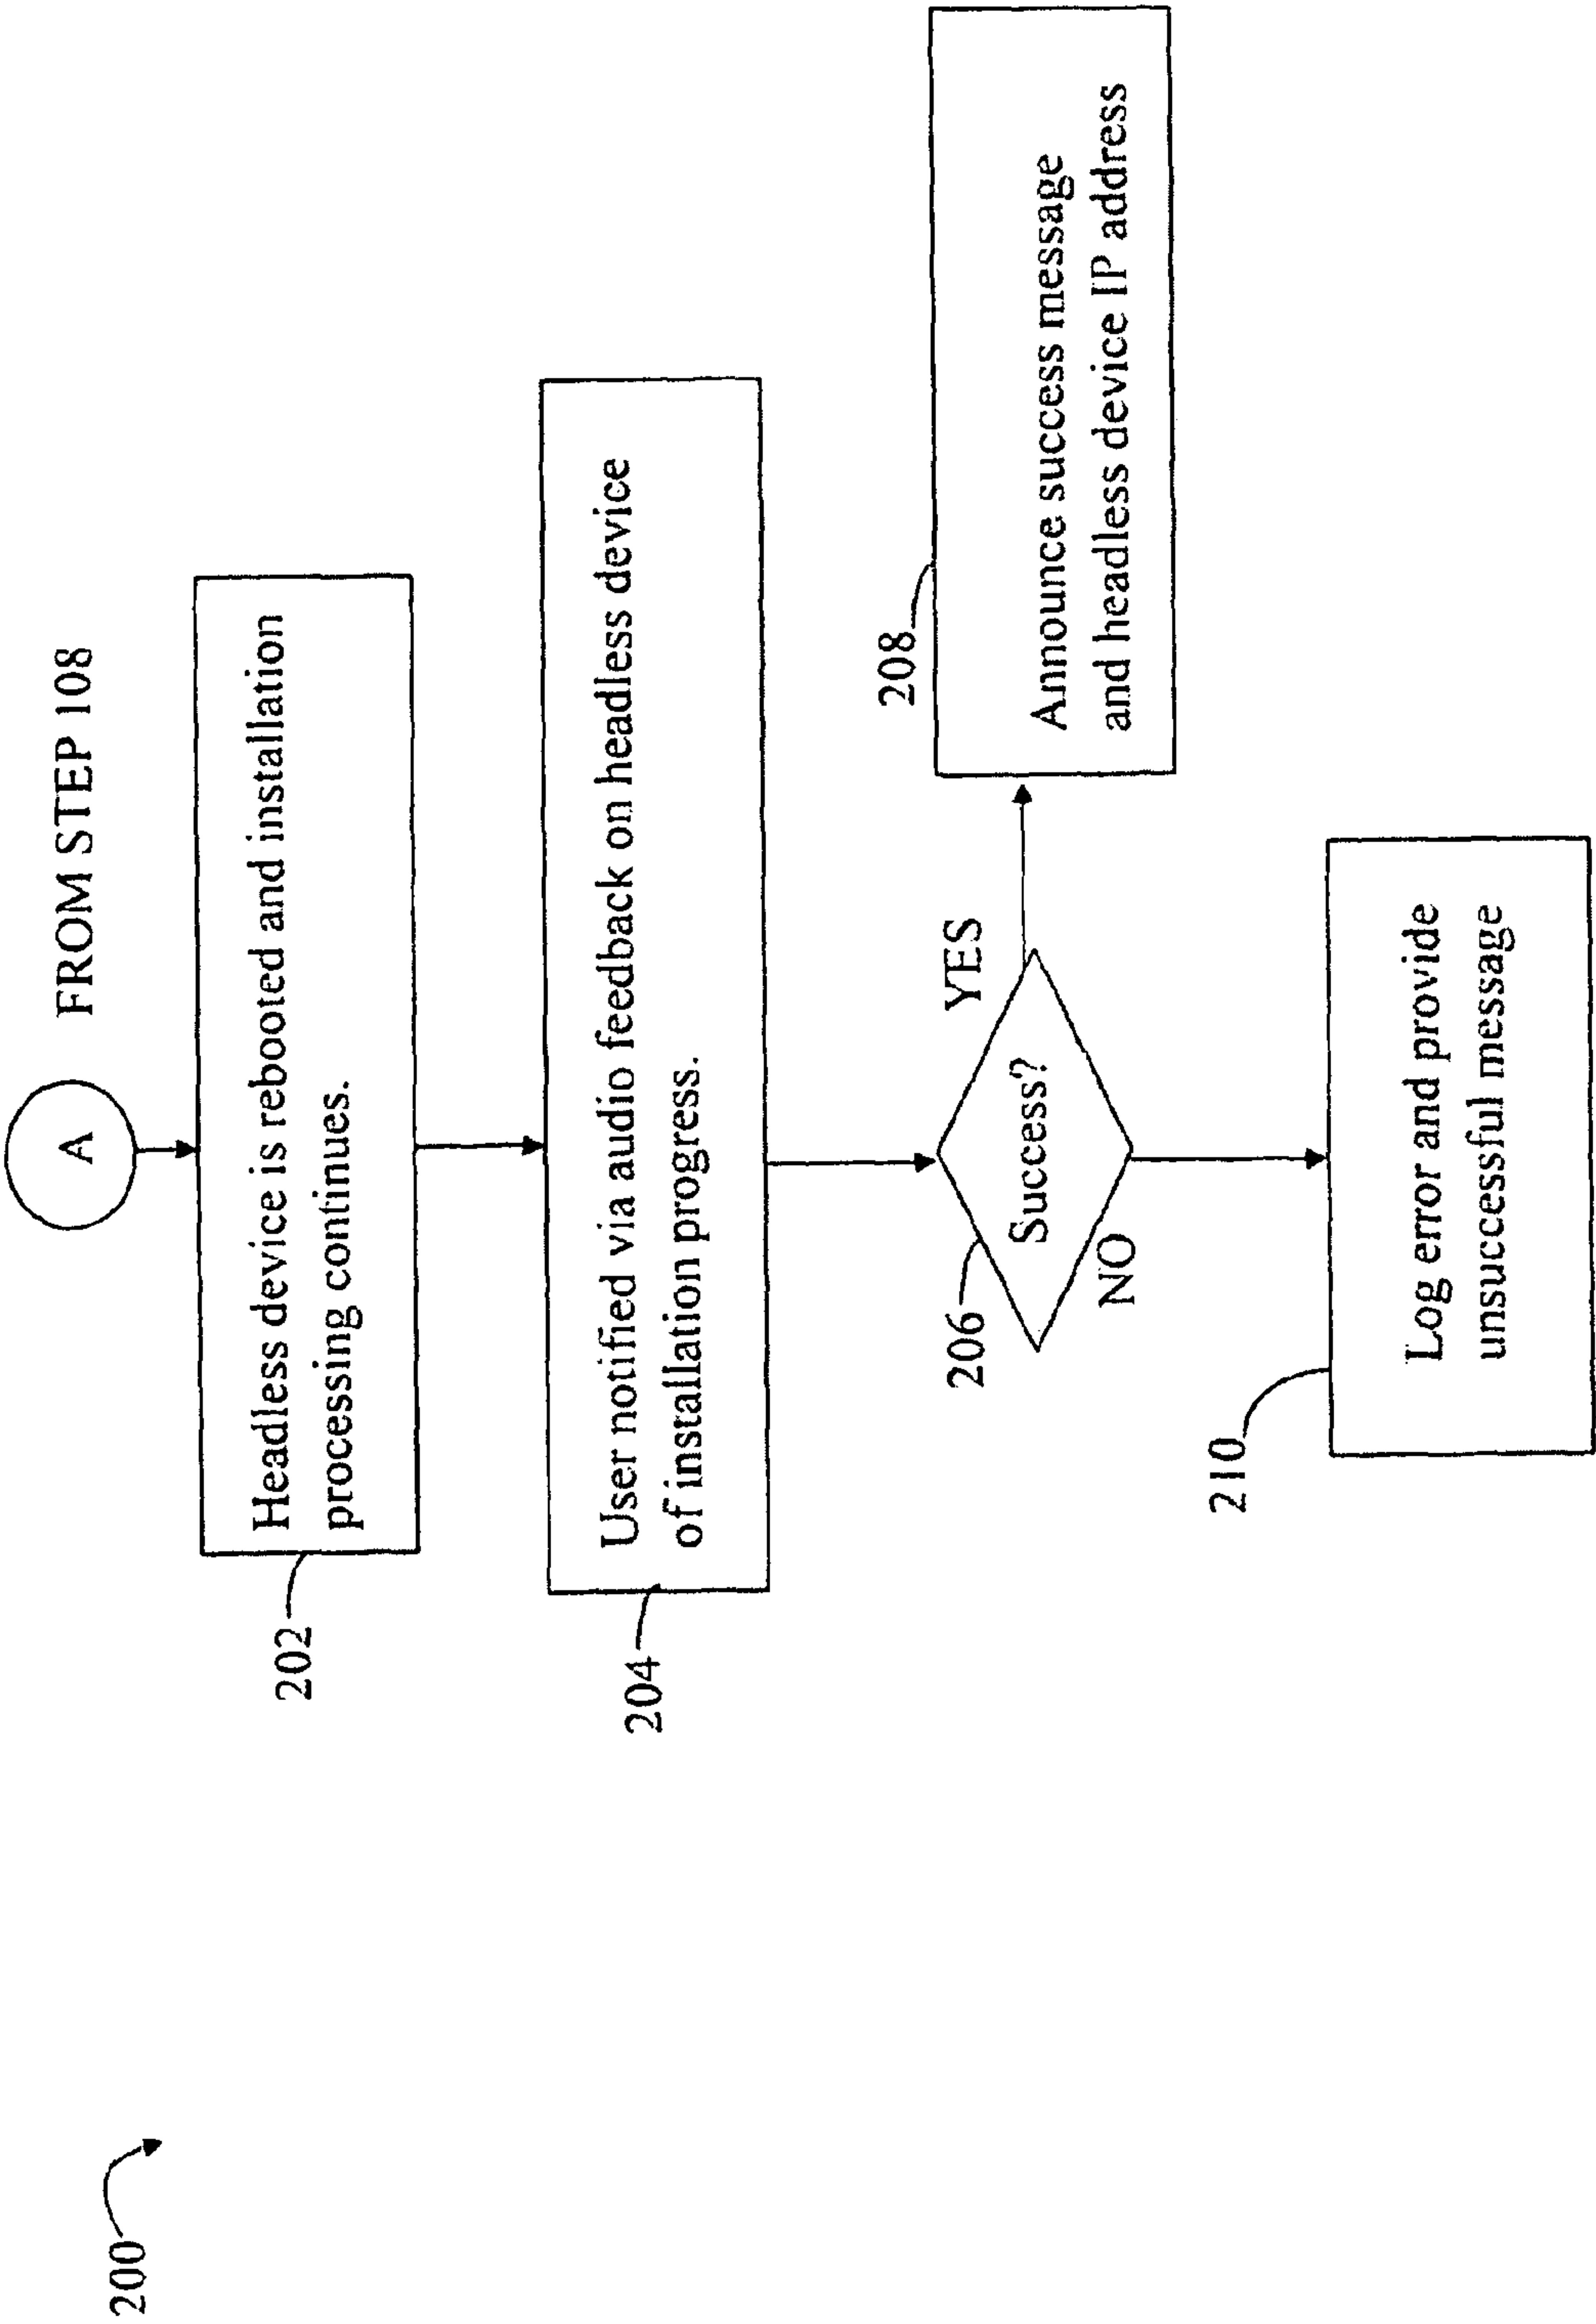 200
A
FROM STEP 108
202
Headless device is rebooted and installation
processing continues.
204
User notified via audio feedback on headless device
of installation progress.
206
Success?
YES
NO
208
Announce success message
and headless device IP address
210
Log error and provide
unsuccessful message